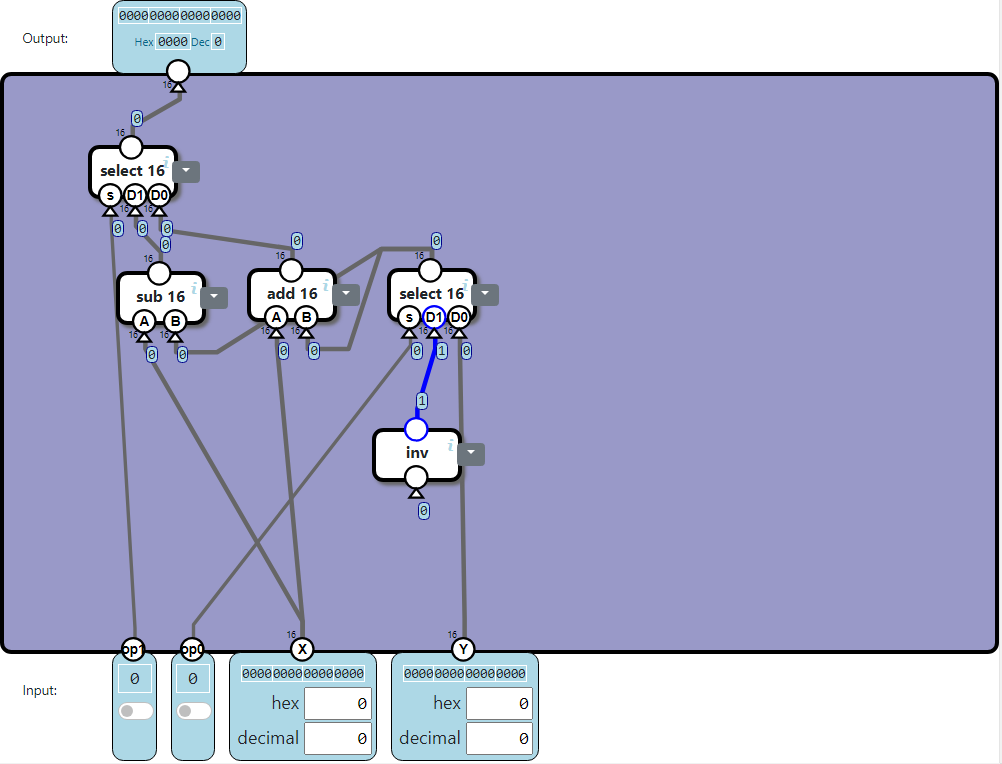 0000000000000000
Output:
Hex 0000 Dec 0
16
0
16
select 16 i
s D1 D0
16 16
0 0 0
0 0 0
16 16 16
sub 16 i add 16 i select 16 i
A B A B s D1 D0
16 16 16 16 16 16
0 0 0 0 0 1 0
1
inv i
0
16 16
op1 op0 X Y
0 0 0000000000000000 0000000000000000
Input:
hex 0 hex 0
decimal 0 decimal 0